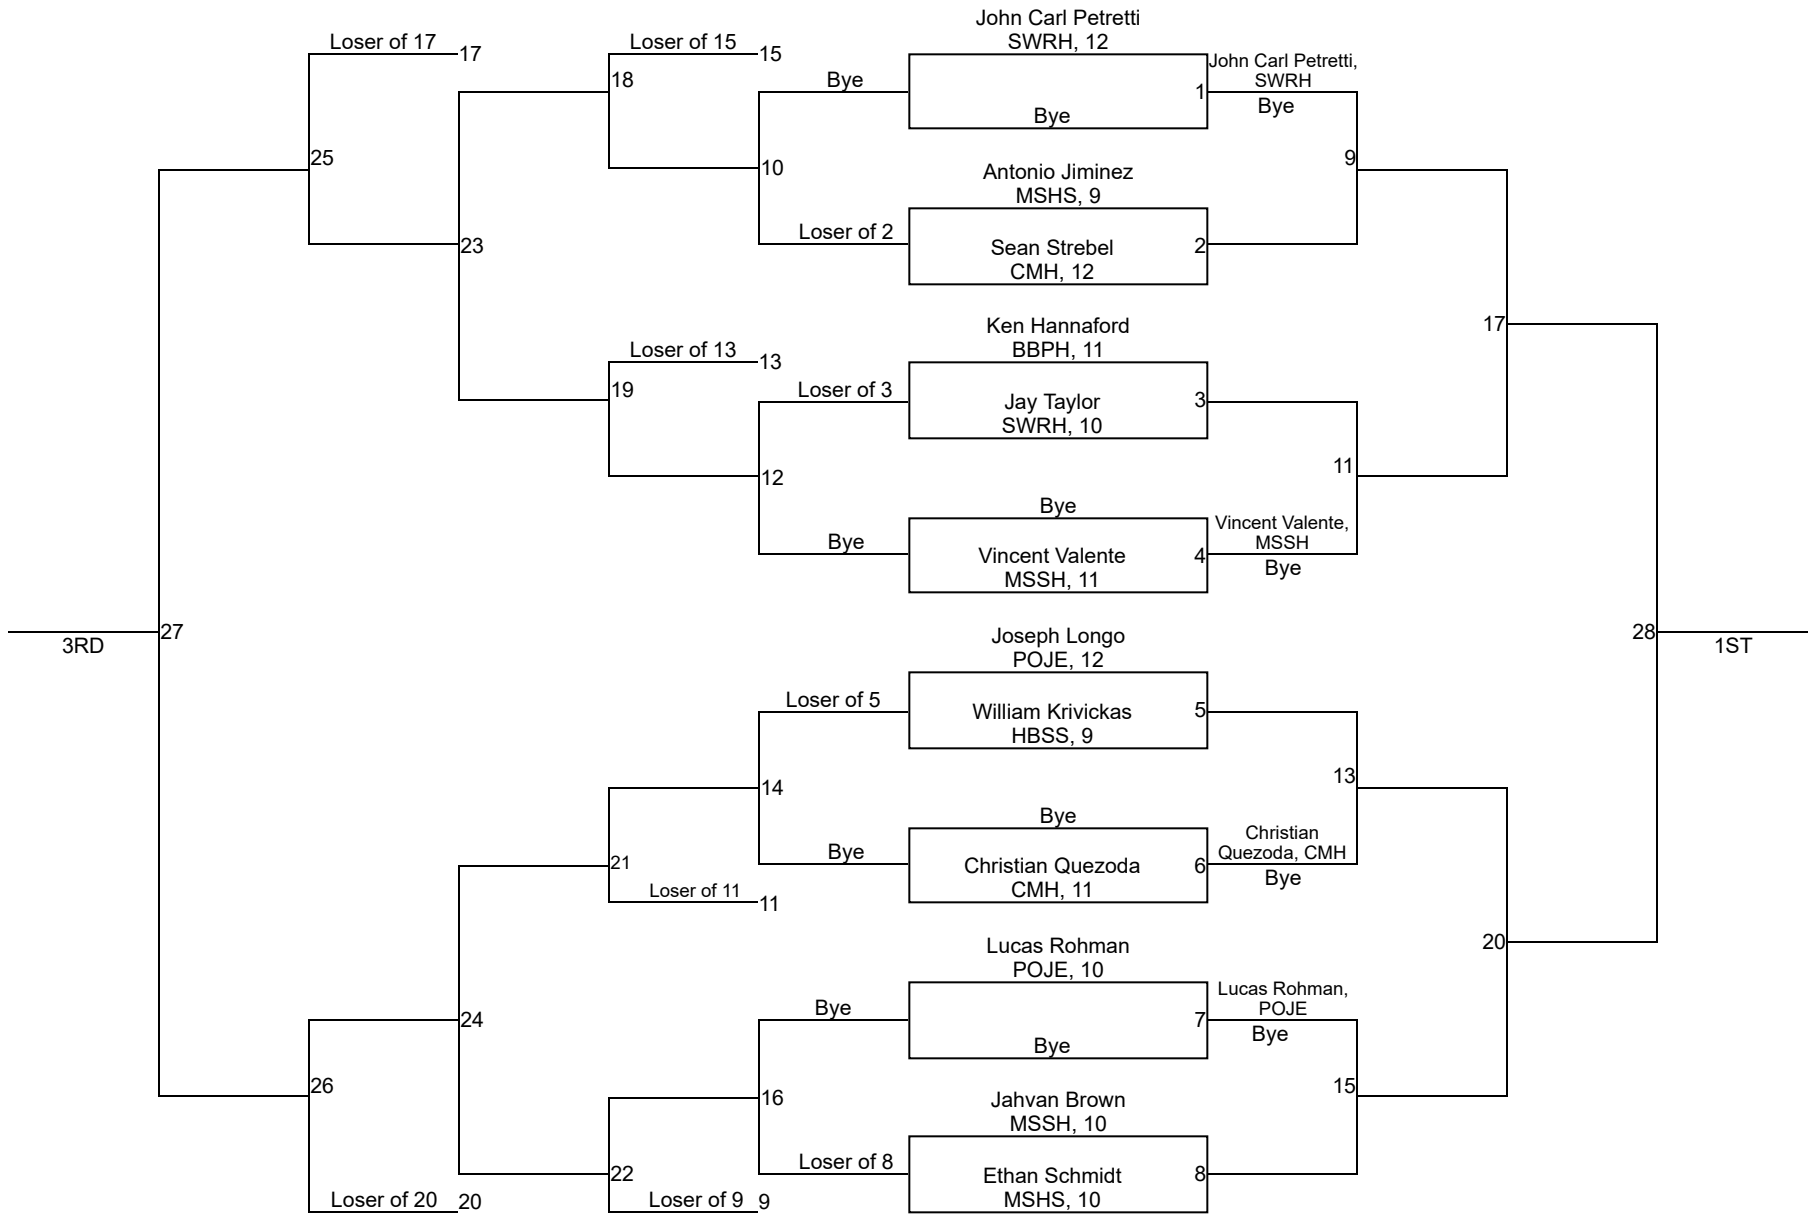 John Carl Petretti
SWRH, 12
Loser of 17
17
Loser of 15
15
John Carl Petretti,
SWRH
18
Bye
1
Bye
Bye
25
10
9
Antonio Jiminez
MSHS, 9
Loser of 2
23
Sean Strebel
CMH, 12
2
Ken Hannaford
BBPH, 11
17
Loser of 13
13
19
Loser of 3
Jay Taylor
SWRH, 10
3
12
11
Bye
Vincent Valente,
MSSH
Bye
Vincent Valente
MSSH, 11
4
Bye
3RD
27
Joseph Longo
POJE, 12
28
1ST
Loser of 5
William Krivickas
HBSS, 9
5
14
13
Bye
Christian
Quezoda, CMH
21
Bye
Christian Quezoda
CMH, 11
6
Bye
Loser of 11
11
Lucas Rohman
POJE, 10
20
Lucas Rohman,
POJE
24
Bye
7
Bye
Bye
26
16
15
Jahvan Brown
MSSH, 10
22
Loser of 8
Ethan Schmidt
MSHS, 10
8
Loser of 20
20
Loser of 9
9